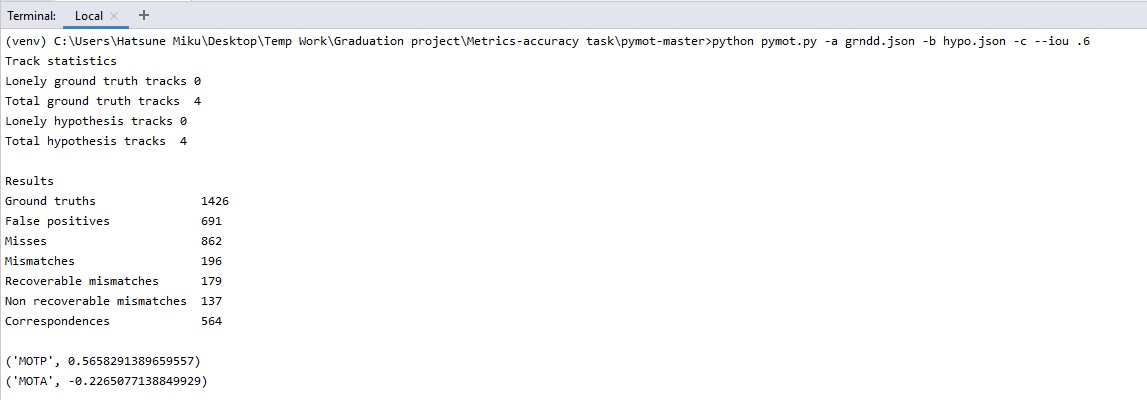 Terminal: Local × +
(venv) C:\Users\Hatsune Miku\Desktop\Temp Work\Graduation project\Metrics-accuracy task\pymot-master>python pymot.py -a grndd.json -b hypo.json -c --iou .6
Track statistics
Lonely ground truth tracks 0
Total ground truth tracks  4
Lonely hypothesis tracks 0
Total hypothesis tracks  4
Results
Ground truths 1426
False positives 691
Misses 862
Mismatches 196
Recoverable mismatches 179
Non recoverable mismatches 137
Correspondences 564
('MOTP', 0.5658291389659557)
('MOTA', -0.2265077138849929)